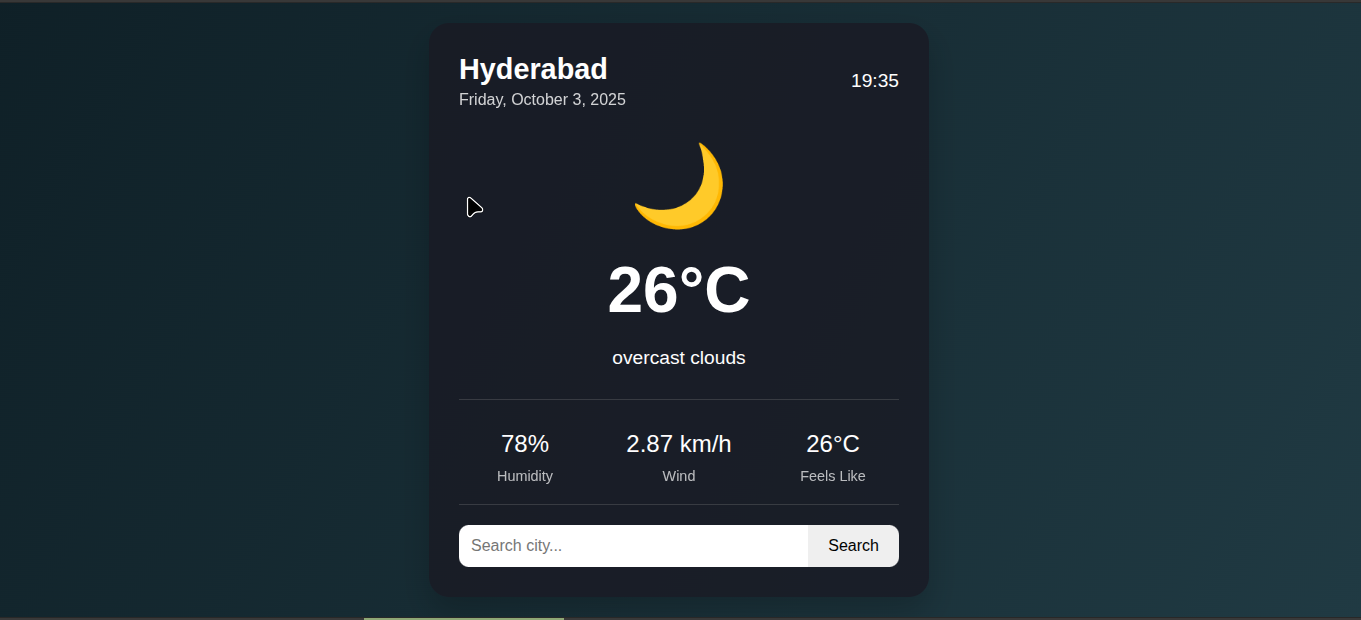 Hyderabad
Friday, October 3, 2025
19:35
26°C
overcast clouds
78%
Humidity
2.87 km/h
Wind
26°C
Feels Like
Search city...
Search